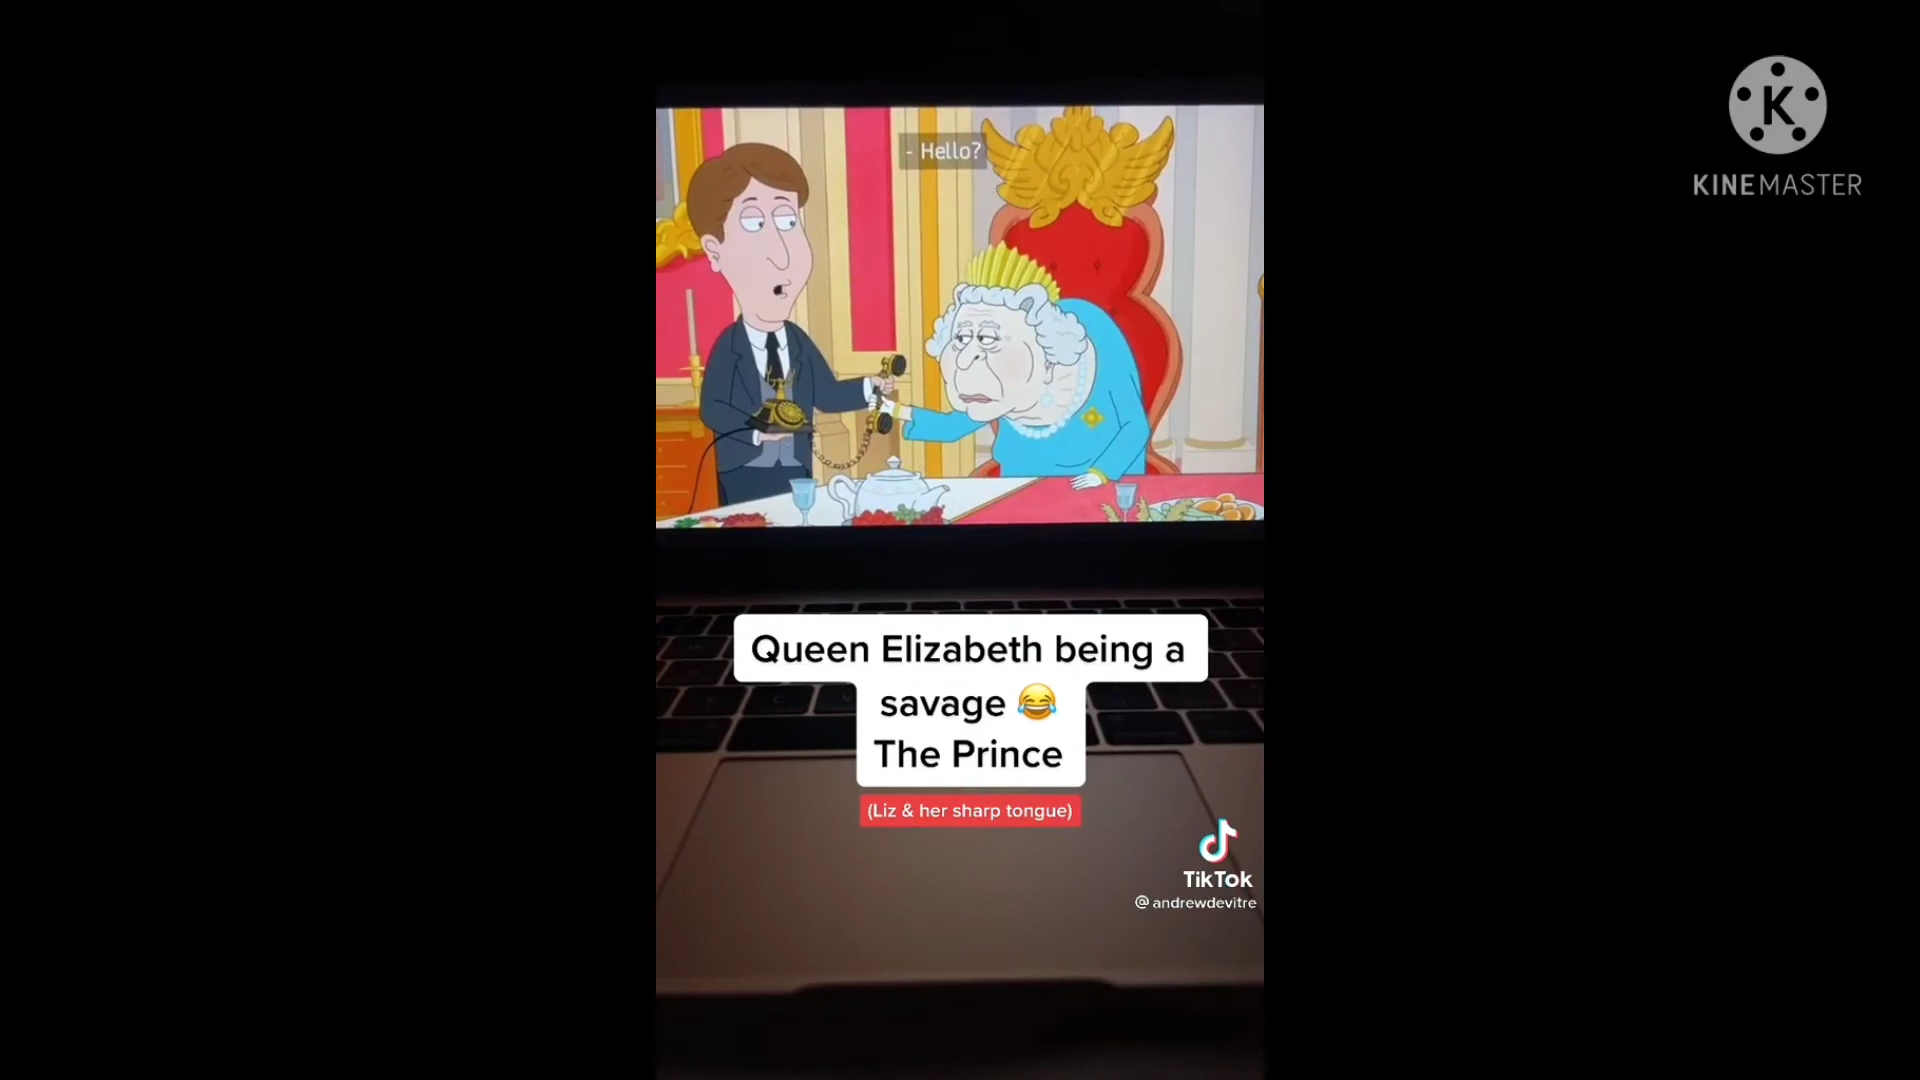 - Hello?
K
KINEMASTER
Queen Elizabeth being a
savage 😂
The Prince
(Liz & her sharp tongue)
TikTok
@andrewdevitre